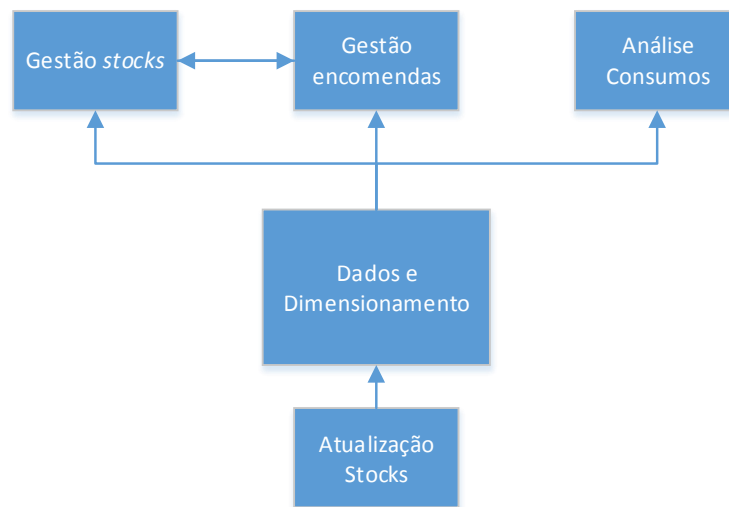 Gestão stocks
Gestão
encomendas
Análise
Consumos
Dados e
Dimensionamento
Atualização
Stocks